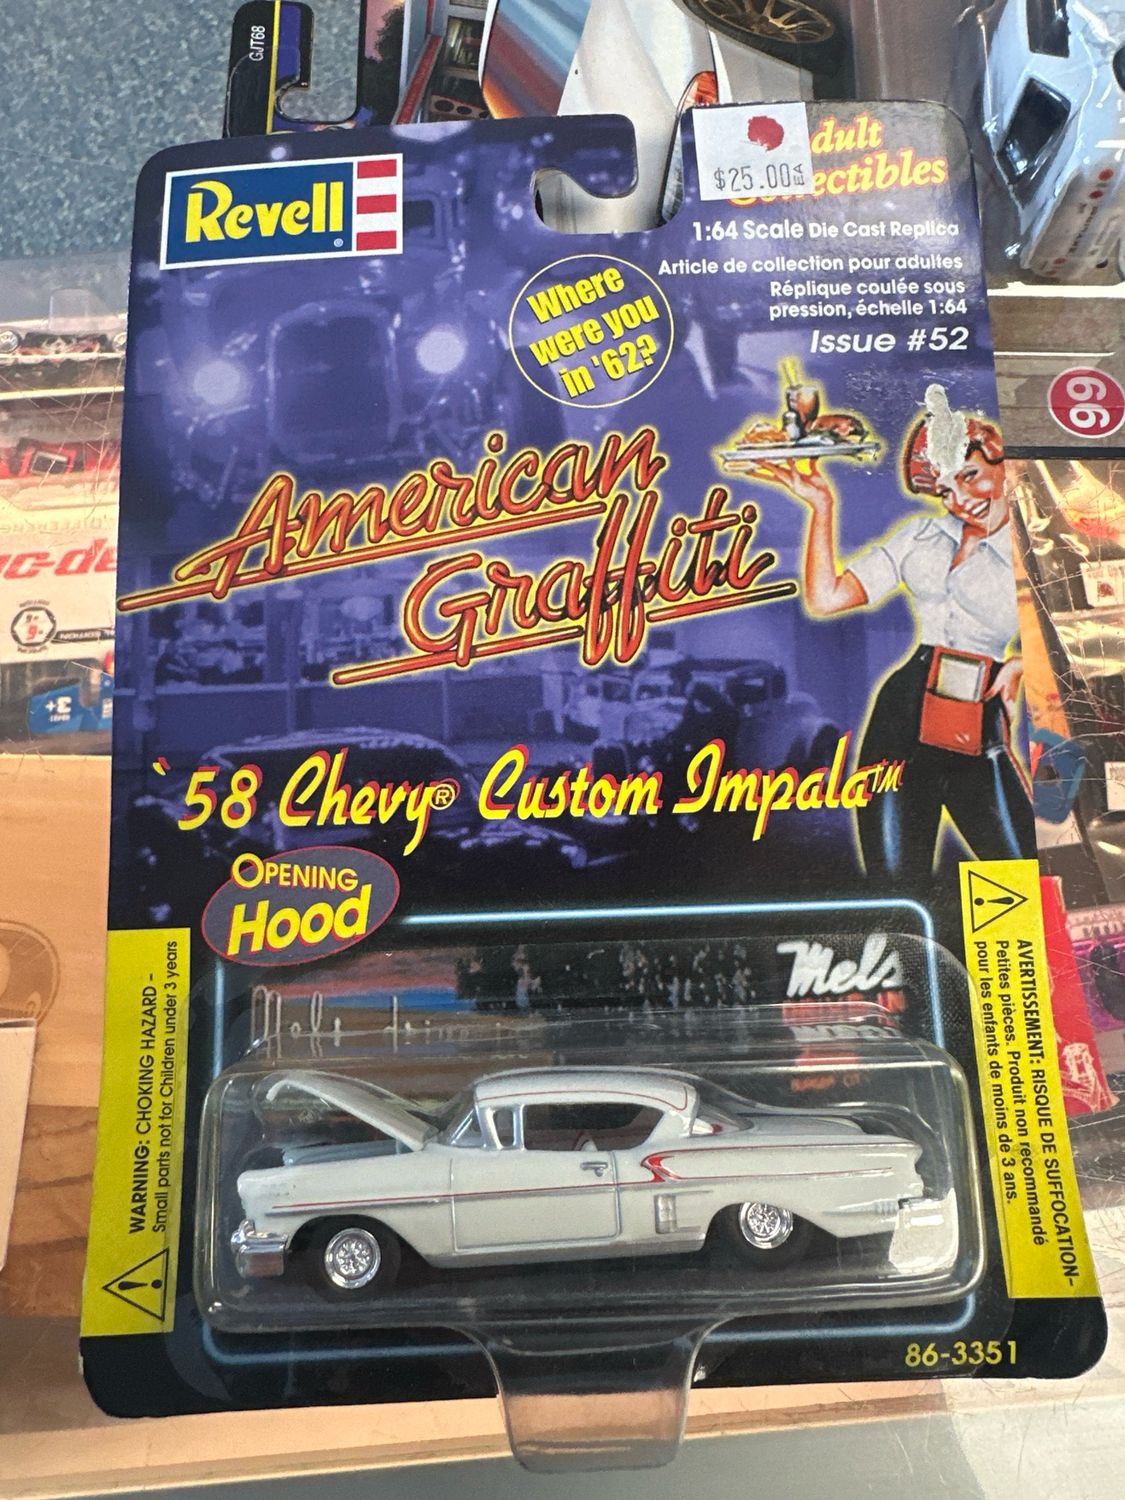 GJT68
Revell®
$25.00 EA
dult
ectibles
1:64 Scale Die Cast Replica
Article de collection pour adultes
Réplique coulée sous
pression, échelle 1:64
Issue #52
Where
were you
in '62?
99
American
Graffiti
'58 Chevy® Custom Impala™
OPENING
Hood
Mels
WARNING: CHOKING HAZARD -
Small parts not for Children under 3 years
AVERTISSEMENT: RISQUE DE SUFFOCATION-
Petites pièces. Produit non recommandé
pour les enfants de moins de 3 ans.
86-3351